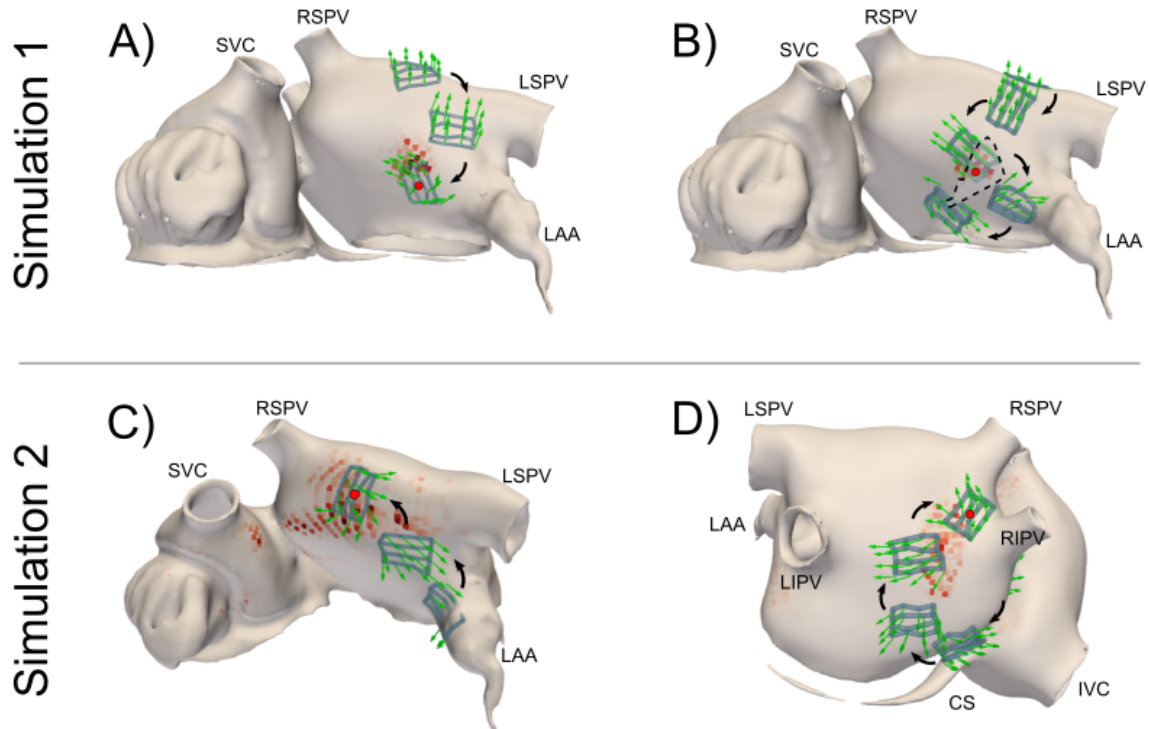 Simulation 1
A)
RSPV
SVC
LSPV
LAA
B)
RSPV
SVC
LSPV
LAA
Simulation 2
C)
RSPV
SVC
LSPV
LAA
D)
LSPV
RSPV
LAA
RIPV
LIPV
CS
IVC